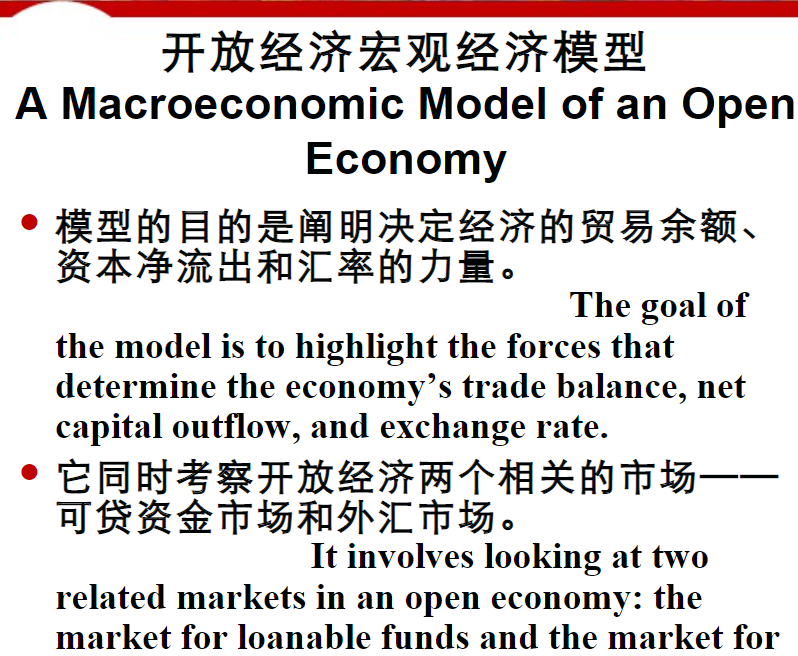 开放经济宏观经济模型
A Macroeconomic Model of an Open
Economy
模型的目的是阐明决定经济的贸易余额、
资本净流出和汇率的力量。
The goal of
the model is to highlight the forces that
determine the economy’s trade balance, net
capital outflow, and exchange rate.
它同时考察开放经济两个相关的市场——
可贷资金市场和外汇市场。
It involves looking at two
related markets in an open economy: the
market for loanable funds and the market for